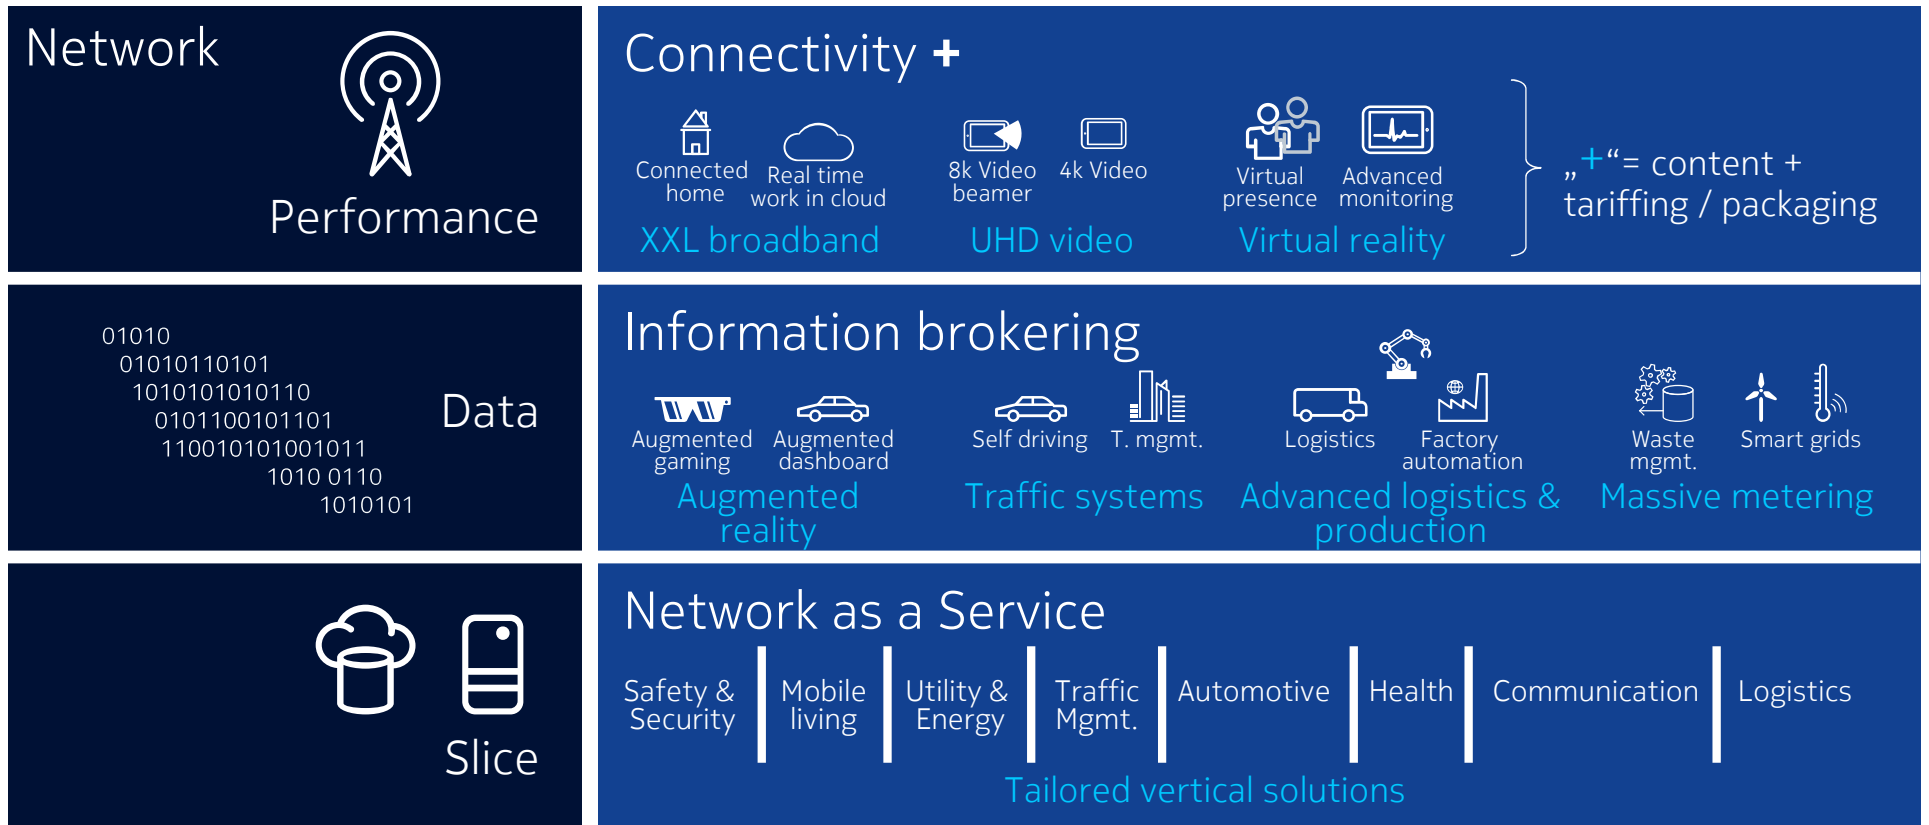 Network
Performance
Connectivity +
Connected
home
Real time
work in cloud
XXL broadband
8k Video
beamer
4k Video
UHD video
Virtual
presence
Advanced
monitoring
Virtual reality
„+“= content +
tariffing / packaging
01010
01010110101
1010101010110
0101100101101
110010101001011
1010 0110
1010101
Data
Information brokering
Augmented
gaming
Augmented
dashboard
Augmented
reality
Self driving
T. mgmt.
Traffic systems
Logistics
Factory
automation
Advanced logistics &
production
Waste
mgmt.
Smart grids
Massive metering
Slice
Network as a Service
Safety &
Security
Mobile
living
Utility &
Energy
Traffic
Mgmt.
Automotive
Health
Communication
Logistics
Tailored vertical solutions